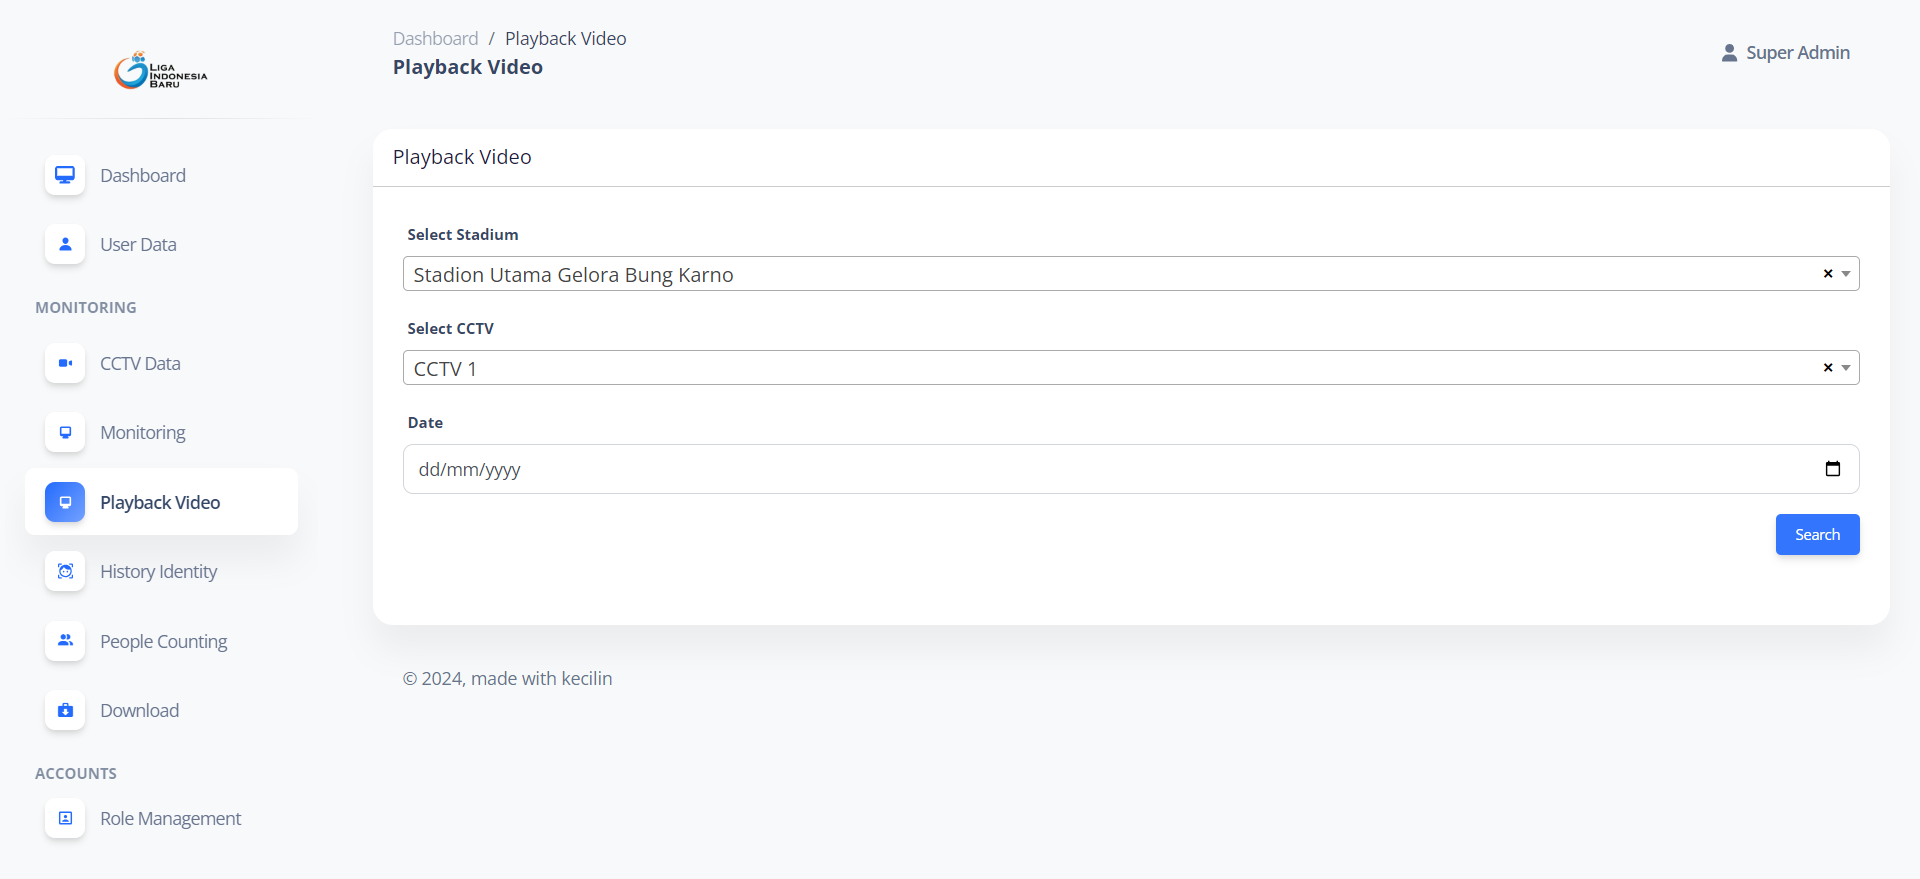 LIGA
INDONESIA
BARU
Dashboard
User Data
MONITORING
CCTV Data
Monitoring
Playback Video
History Identity
People Counting
Download
ACCOUNTS
Role Management
Dashboard / Playback Video
Playback Video
Super Admin
Playback Video
Select Stadium
Stadion Utama Gelora Bung Karno
Select CCTV
CCTV 1
Date
dd/mm/yyyy
Search
© 2024, made with kecilin